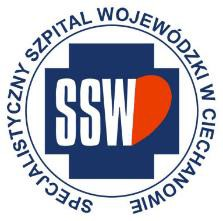 SPECJALISTYCZNY SZPITAL WOJEWÓDZKI W CIECHANOWIE
SSW